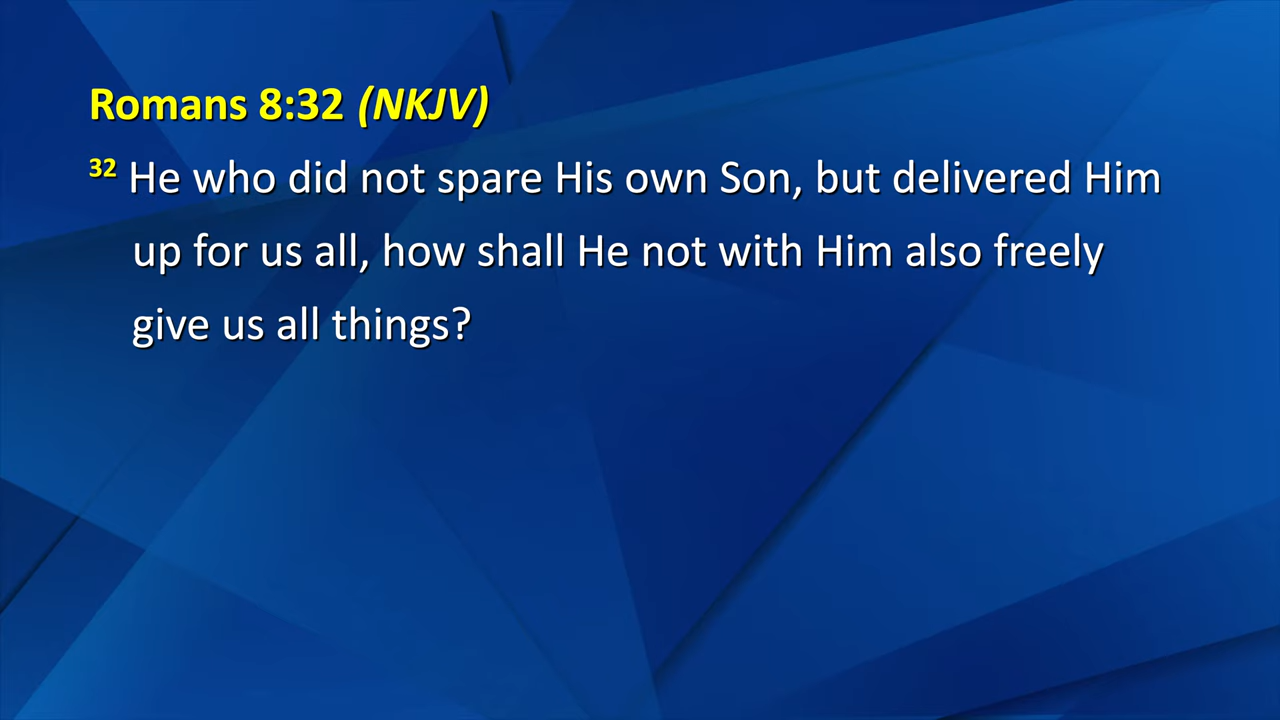 Romans 8:32 (NKJV)
32 He who did not spare His own Son, but delivered Him
up for us all, how shall He not with Him also freely
give us all things?